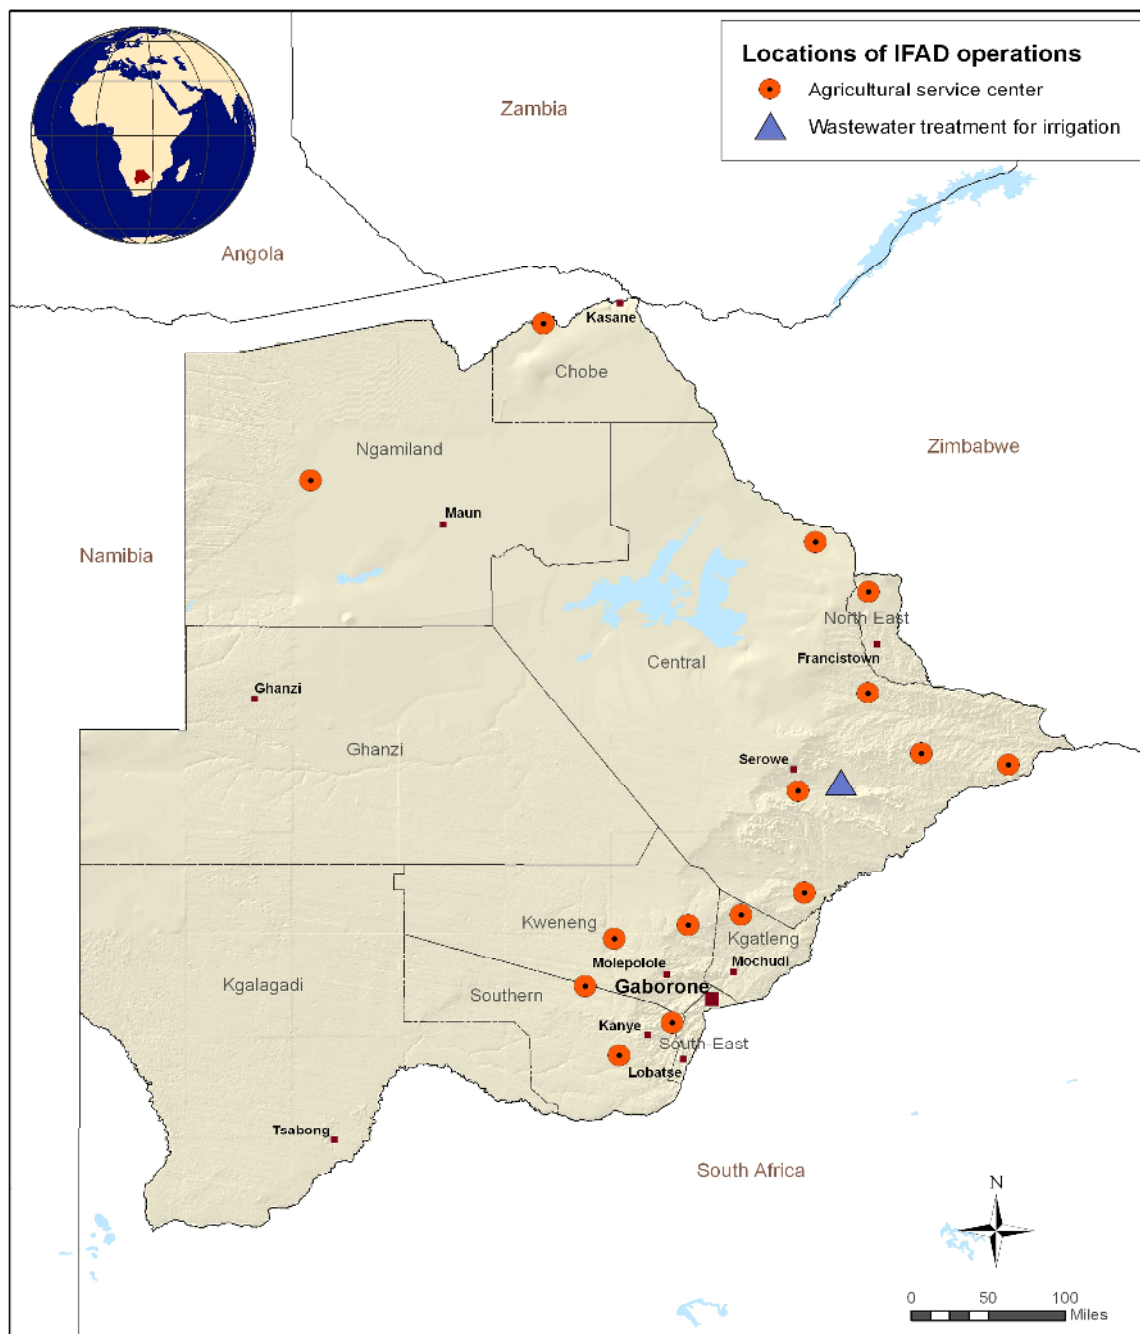 Locations of IFAD operations
Agricultural service center
Wastewater treatment for irrigation
Zambia
Angola
Kasane
Chobe
Zimbabwe
Ngamiland
Maun
Namibia
North East
Francistown
Central
Ghanzi
Ghanzi
Serowe
Kweneng
Kgatleng
Molepolole
Mochudi
Kgalagadi
Southern
Gaborone
Kanye
South-East
Lobatse
Tsabong
South Africa
N
0 50 100
Miles